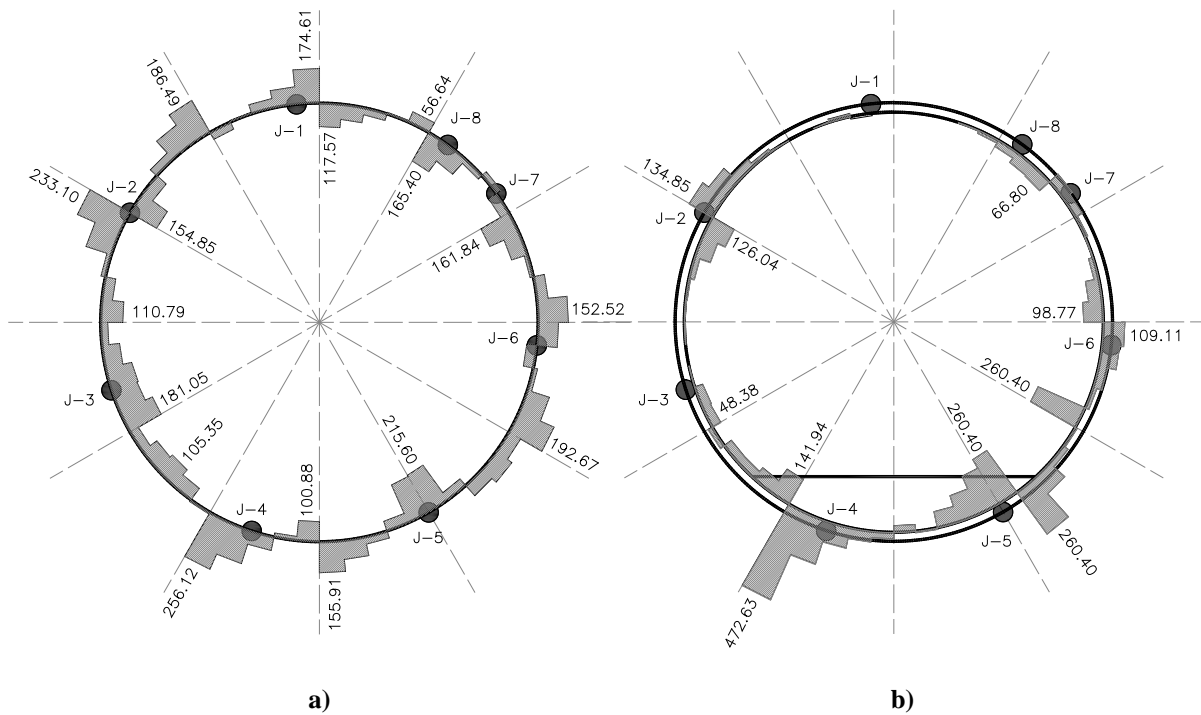 174.61
J-1
117.57
56.64
J-8
165.40
J-7
161.84
186.49
233.10
J-2
154.85
110.79
152.52
J-6
J-3
181.05
105.35
215.60
192.67
100.88
J-4
J-5
256.12
155.91
a)
J-1
J-8
66.80
J-7
134.85
J-2
126.04
98.77
J-6
109.11
260.40
J-3
48.38
141.94
260.40
J-4
J-5
260.40
472.63
b)